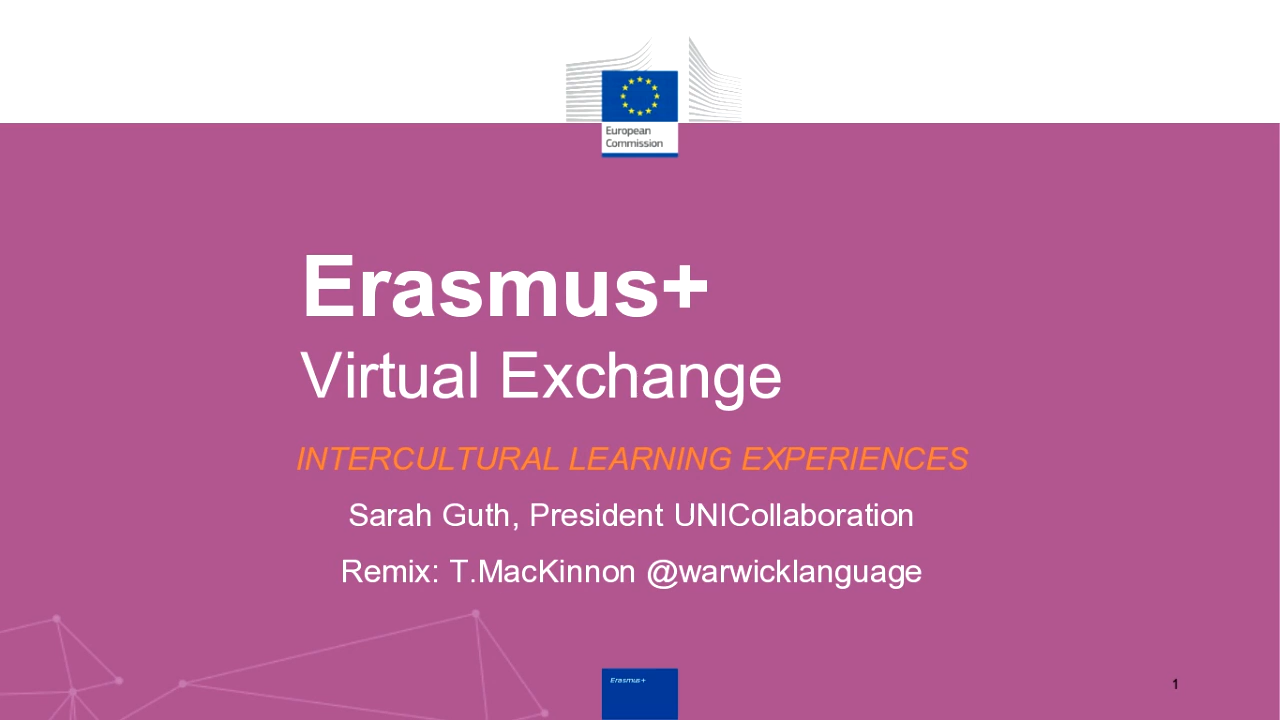 European
Commission
Erasmus+
Virtual Exchange
INTERCULTURAL LEARNING EXPERIENCES
Sarah Guth, President UNICollaboration
Remix: T.MacKinnon @warwicklanguage
Erasmus+
1